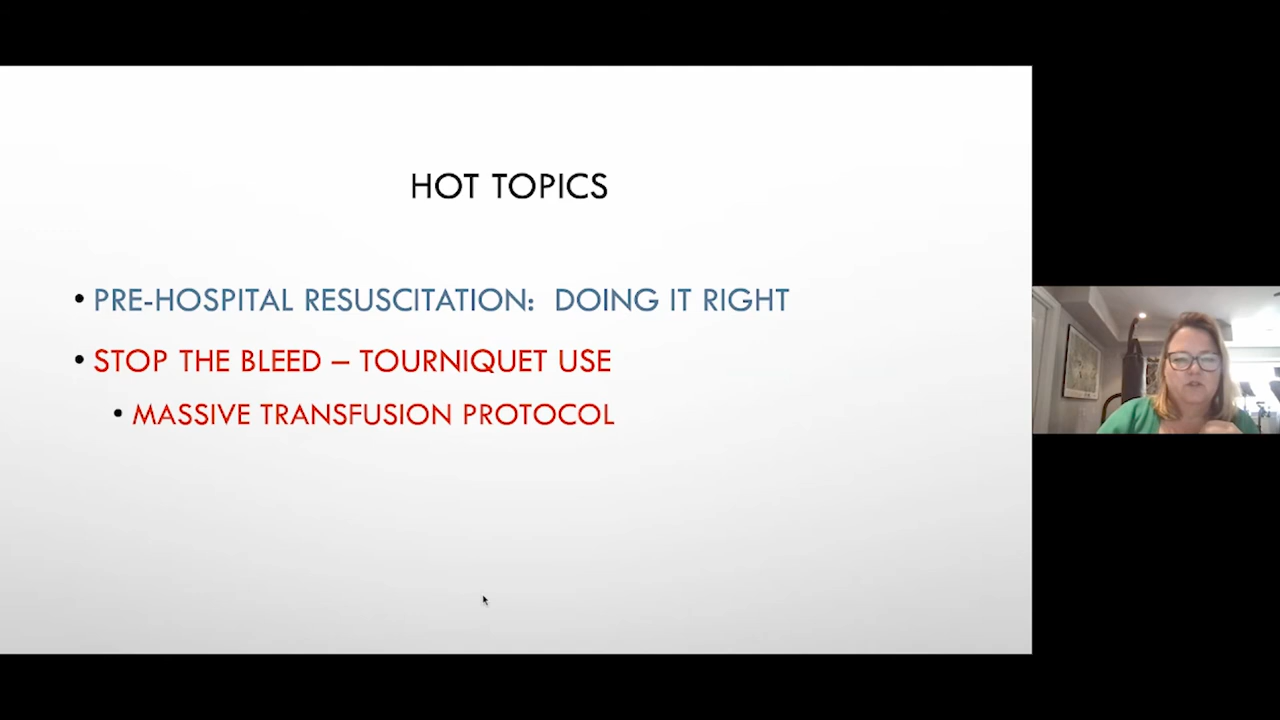 HOT TOPICS
• PRE-HOSPITAL RESUSCITATION: DOING IT RIGHT
• STOP THE BLEED – TOURNIQUET USE
• MASSIVE TRANSFUSION PROTOCOL